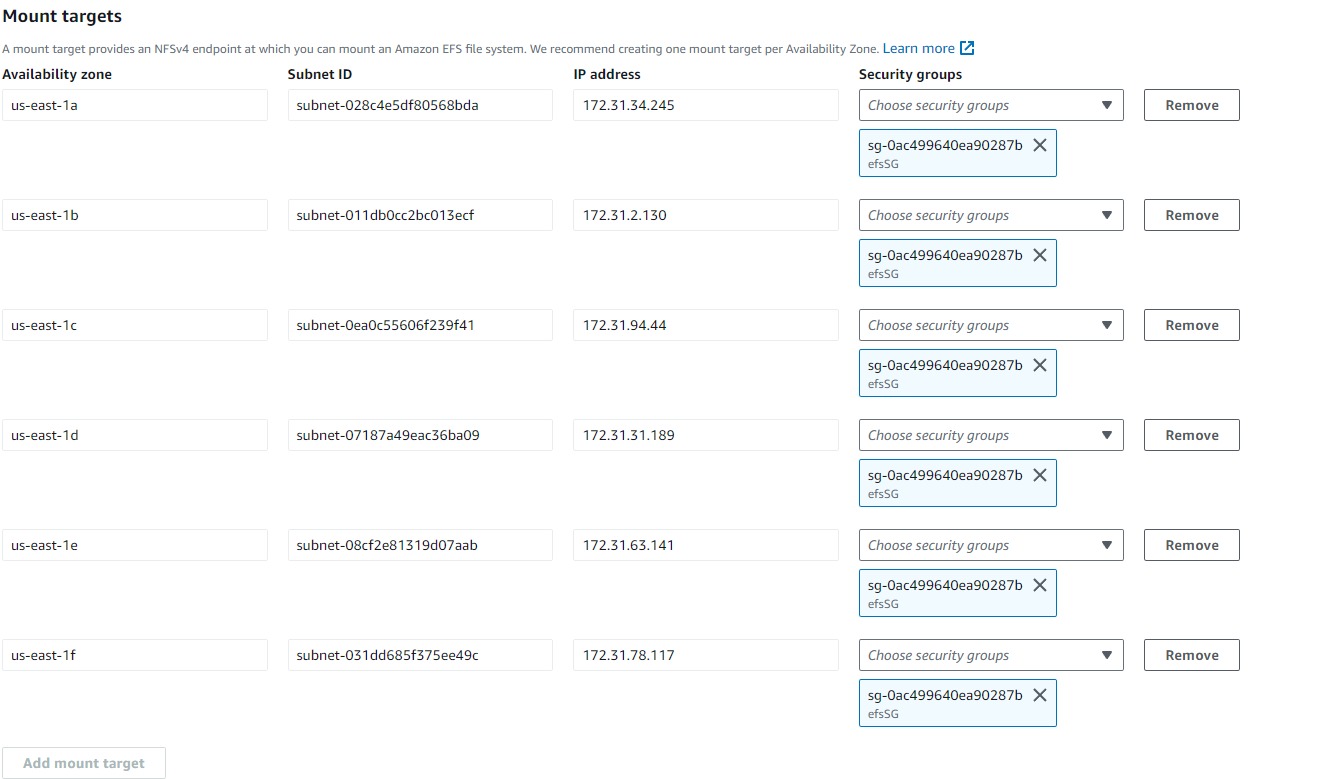 Mount targets
A mount target provides an NFSv4 endpoint at which you can mount an Amazon EFS file system. We recommend creating one mount target per Availability Zone. Learn more
Availability zone Subnet ID IP address Security groups
us-east-1a subnet-028c4e5df80568bda 172.31.34.245 Choose security groups Remove
sg-0ac499640ea90287b
efsSG
us-east-1b subnet-011db0cc2bc013ecf 172.31.2.130 Choose security groups Remove
sg-0ac499640ea90287b
efsSG
us-east-1c subnet-0ea0c55606f239f41 172.31.94.44 Choose security groups Remove
sg-0ac499640ea90287b
efsSG
us-east-1d subnet-07187a49eac36ba09 172.31.31.189 Choose security groups Remove
sg-0ac499640ea90287b
efsSG
us-east-1e subnet-08cf2e81319d07aab 172.31.63.141 Choose security groups Remove
sg-0ac499640ea90287b
efsSG
us-east-1f subnet-031dd685f375ee49c 172.31.78.117 Choose security groups Remove
sg-0ac499640ea90287b
efsSG
Add mount target